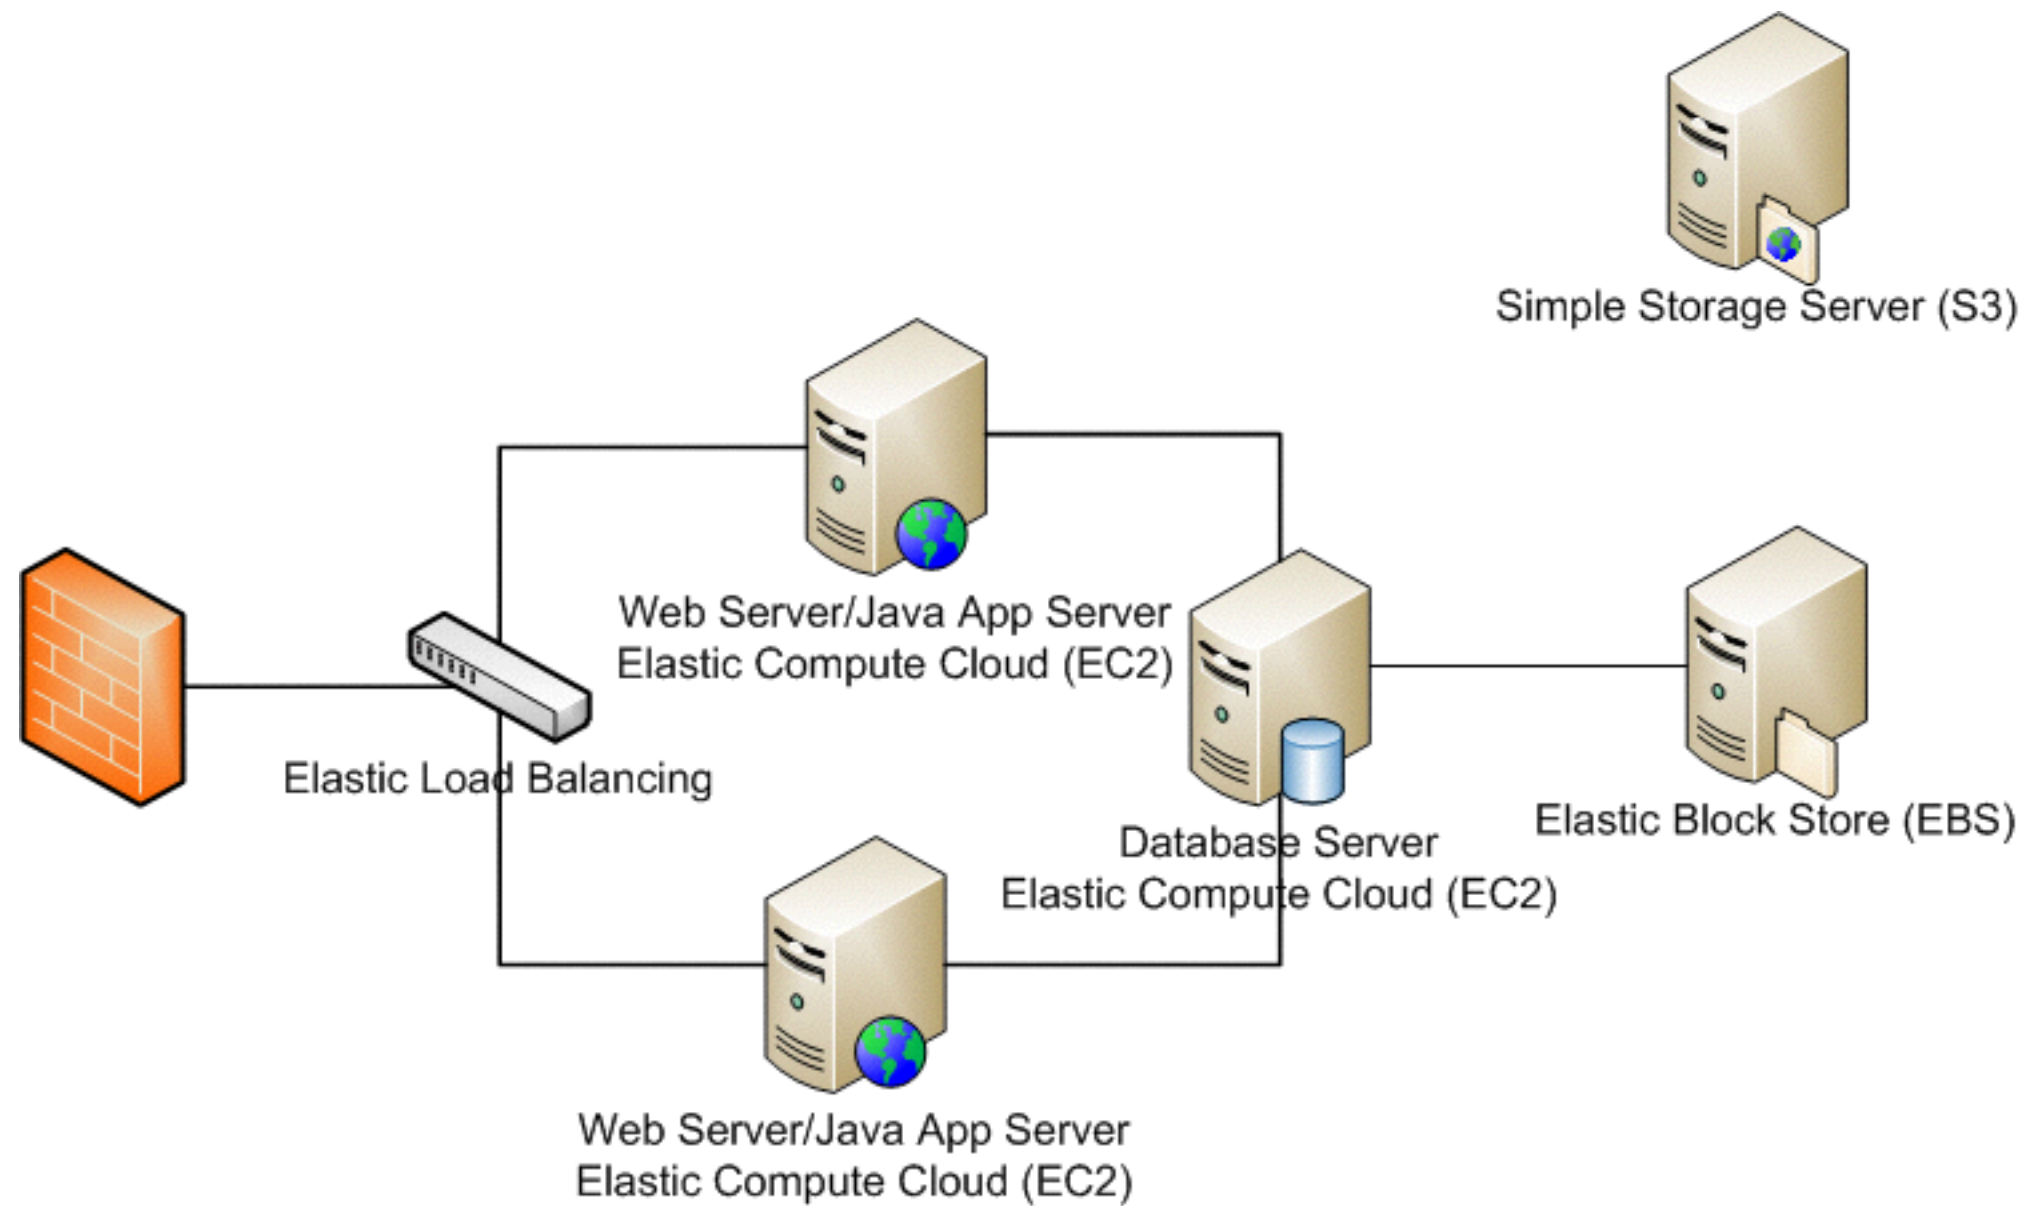 Simple Storage Server (S3)
Web Server/Java App Server
Elastic Compute Cloud (EC2)
Elastic Load Balancing
Database Server
Elastic Compute Cloud (EC2)
Elastic Block Store (EBS)
Web Server/Java App Server
Elastic Compute Cloud (EC2)